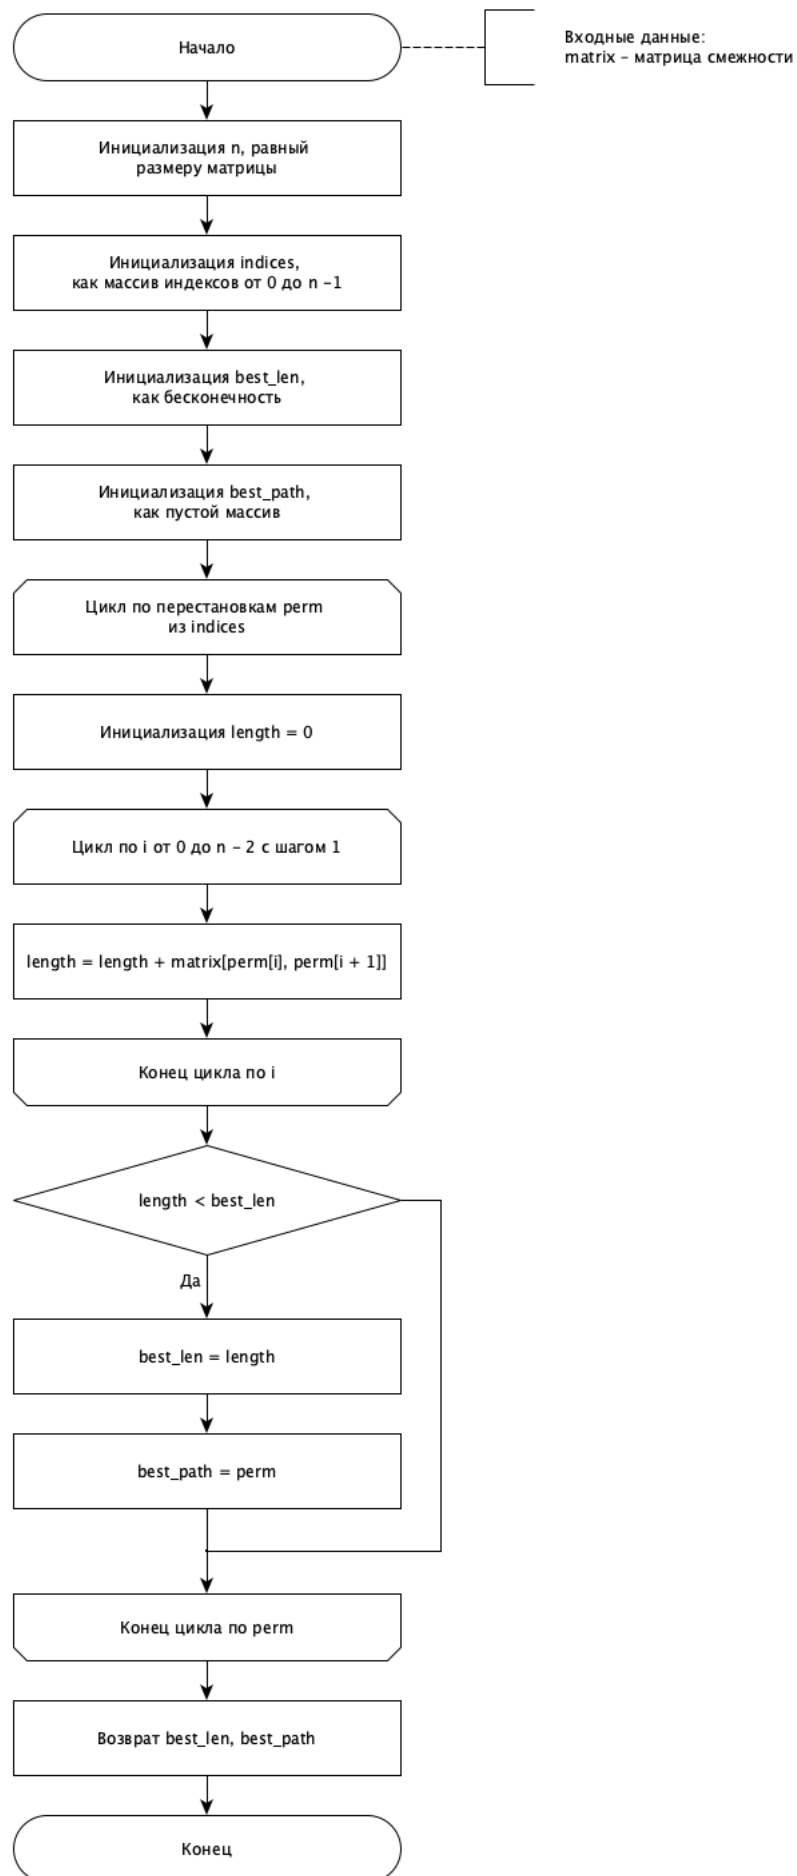 Начало
Входные данные:
matrix – матрица смежности
Инициализация n, равный
размеру матрицы
Инициализация indices,
как массив индексов от 0 до n –1
Инициализация best_len,
как бесконечность
Инициализация best_path,
как пустой массив
Цикл по перестановкам perm
из indices
Инициализация length = 0
Цикл по i от 0 до n – 2 с шагом 1
length = length + matrix[perm[i], perm[i + 1]]
Конец цикла по i
length < best_len
Да
best_len = length
best_path = perm
Конец цикла по perm
Возврат best_len, best_path
Конец